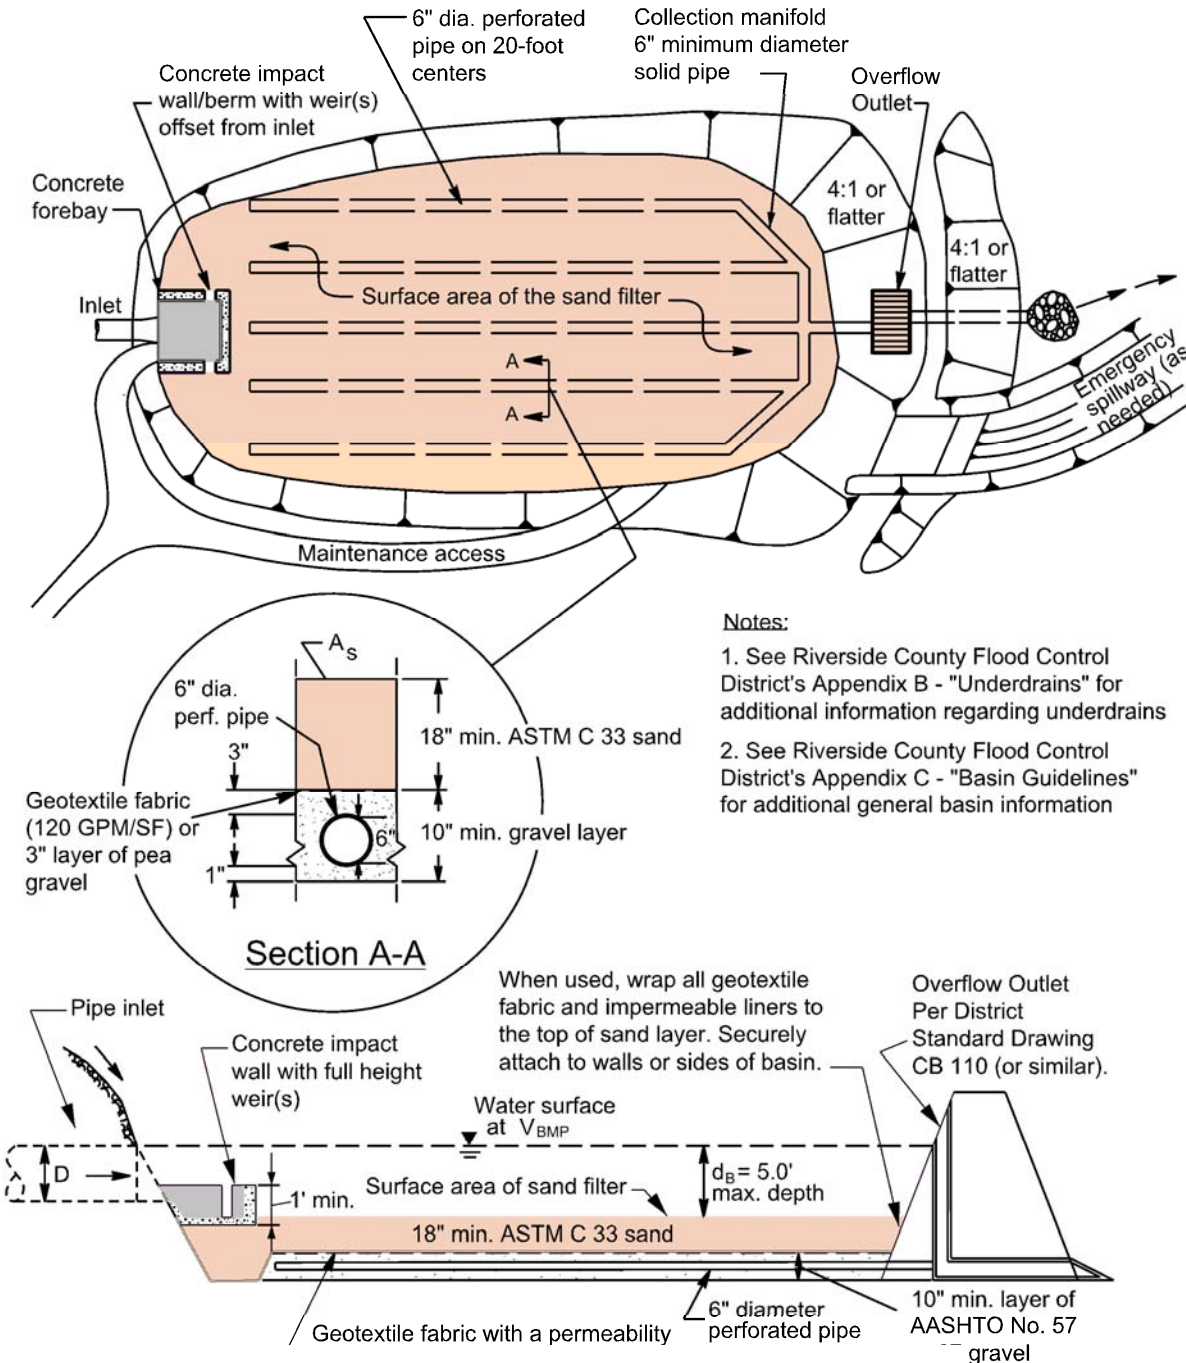 6" dia. perforated
pipe on 20-foot
centers
Collection manifold
6" minimum diameter
solid pipe
Overflow
Outlet
Concrete impact
wall/berm with weir(s)
offset from inlet
Concrete
forebay
4:1 or
flatter
4:1 or
flatter
Inlet
Surface area of the sand filter
A
A
Emergency
spillway (as
needed)
Maintenance access
Notes:
1. See Riverside County Flood Control
District's Appendix B - "Underdrains" for
additional information regarding underdrains
2. See Riverside County Flood Control
District's Appendix C - "Basin Guidelines"
for additional general basin information
As
6" dia.
perf. pipe
18" min. ASTM C 33 sand
3"
Geotextile fabric
(120 GPM/SF) or
3" layer of pea
gravel
6"
10" min. gravel layer
1"
Section A-A
When used, wrap all geotextile
fabric and impermeable liners to
the top of sand layer. Securely
attach to walls or sides of basin.
Overflow Outlet
Per District
Standard Drawing
CB 110 (or similar).
Pipe inlet
Concrete impact
wall with full height
weir(s)
Water surface
at VBMP
D
1' min.
Surface area of sand filter
dB = 5.0'
max. depth
18" min. ASTM C 33 sand
6" diameter
perforated pipe
10" min. layer of
AASHTO No. 57
gravel
Geotextile fabric with a permeability